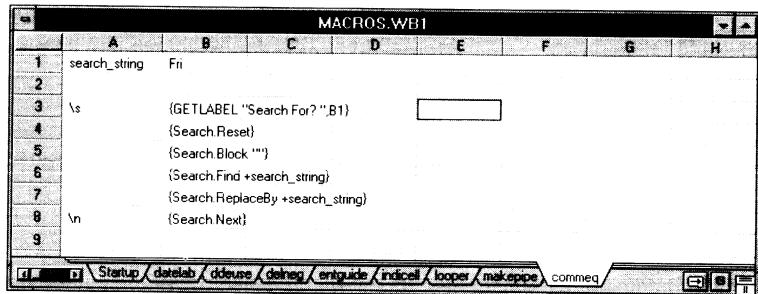 MACROS.WB1
A B C D E F G H
1 search_string Fri
2
3 \s {GETLABEL "Search For? ",B1}
4 {Search.Reset}
5 {Search.Block ""}
6 {Search.Find +search_string}
7 {Search.ReplaceBy +search_string}
8 \n {Search.Next}
9
Startup datelab ddeuse delneg entguide indicell looper makepipe commeq